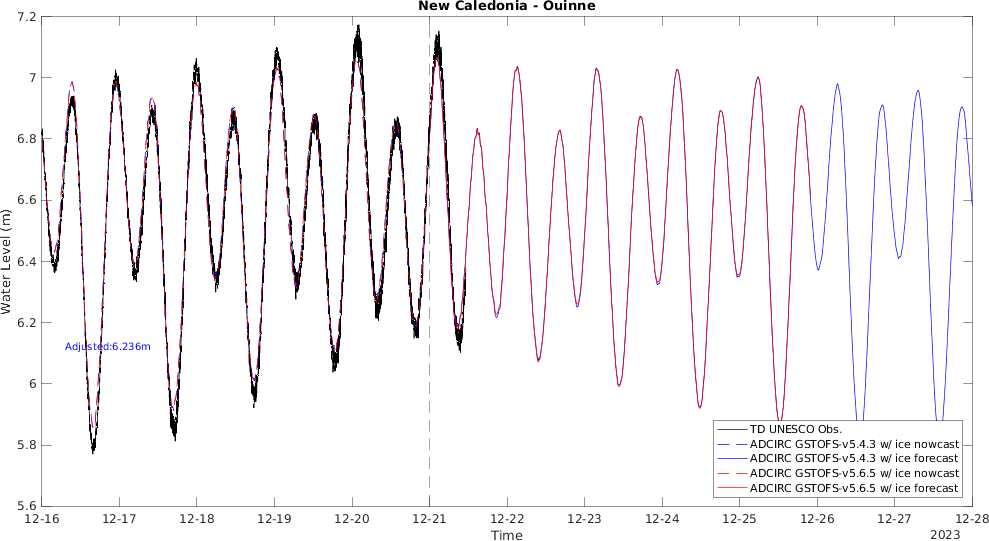 New Caledonia - Ouinne
7.2
7
6.8
6.6
6.4
6.2
6
5.8
5.6
Water Level (m)
Adjusted:6.236m
TD UNESCO Obs.
ADCIRC GSTOFS-v5.4.3 w/ ice nowcast
ADCIRC GSTOFS-v5.4.3 w/ ice forecast
ADCIRC GSTOFS-v5.6.5 w/ ice nowcast
ADCIRC GSTOFS-v5.6.5 w/ ice forecast
12-16 12-17 12-18 12-19 12-20 12-21 12-22 12-23 12-24 12-25 12-26 12-27 12-28
Time
2023